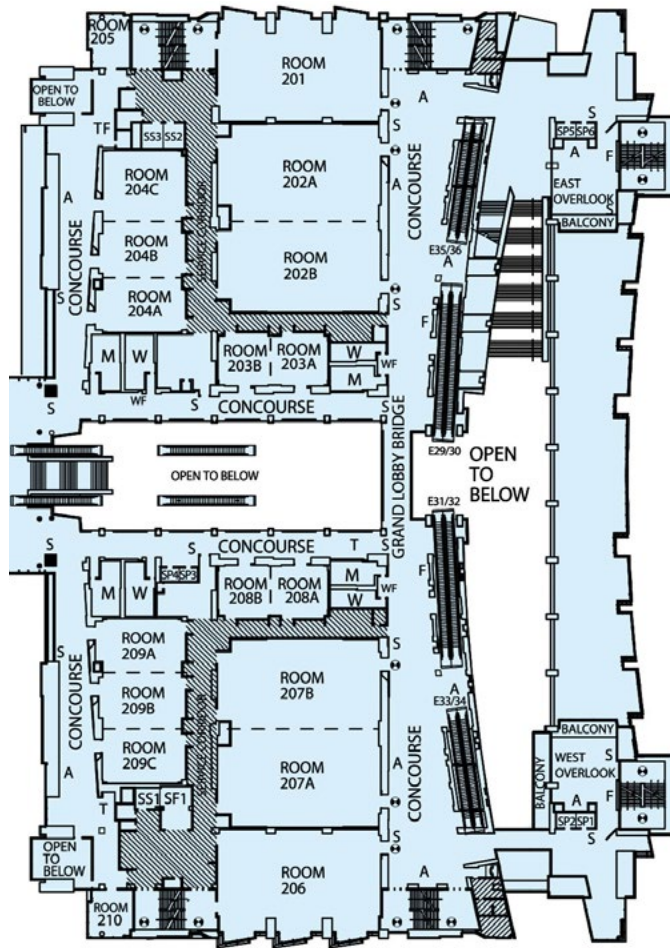 ROOM
205
OPEN TO
BELOW
TF
SS3
SS2
ROOM
201
A
S
S
SP5
SP6
A
F
EAST
OVERLOOK
S
BALCONY
A
CONCOURSE
S
ROOM
204C
ROOM
204B
ROOM
204A
SERVICE CORRIDOR
ROOM
202A
ROOM
202B
A
CONCOURSE
S
E35/36
A
F
M
W
WF
ROOM
203B
ROOM
203A
W
M
WF
S
S
CONCOURSE
S
E29/30
OPEN TO BELOW
GRAND LOBBY BRIDGE
OPEN
TO
BELOW
E31/32
S
S
CONCOURSE
T
S
M
W
SP4
SP3
ROOM
208B
ROOM
208A
M
W
WF
F
S
CONCOURSE
A
ROOM
209A
ROOM
209B
ROOM
209C
SERVICE CORRIDOR
ROOM
207B
ROOM
207A
S
A
E33/34
CONCOURSE
A
S
BALCONY
BALCONY
S
WEST
OVERLOOK
F
A
SP2
SP1
S
T
SS1
SF1
OPEN
TO
BELOW
ROOM
210
ROOM
206
A